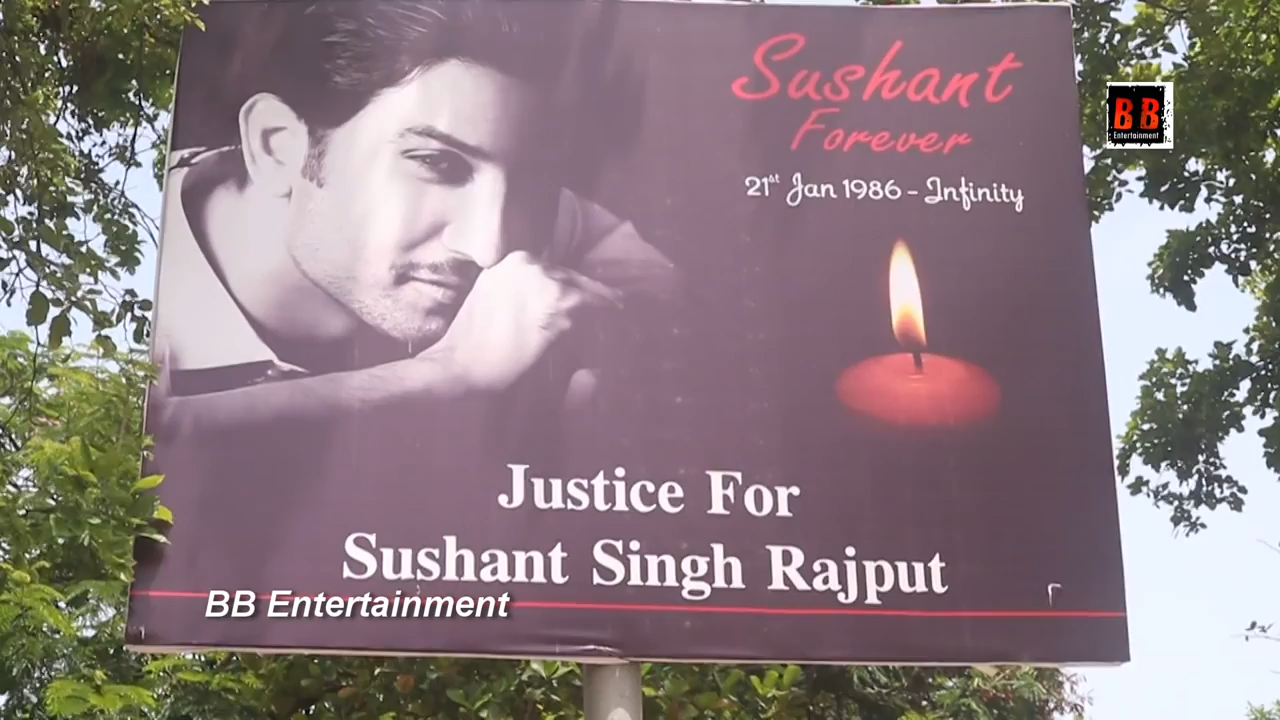 Sushant
Forever
21st Jan 1986 - Infinity
BB
Entertainment
Justice For
Sushant Singh Rajput
BB Entertainment